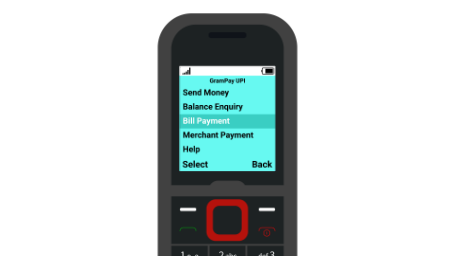 GramPay UPI
Send Money
Balance Enquiry
Bill Payment
Merchant Payment
Help
Select Back
1 2 abc def 3